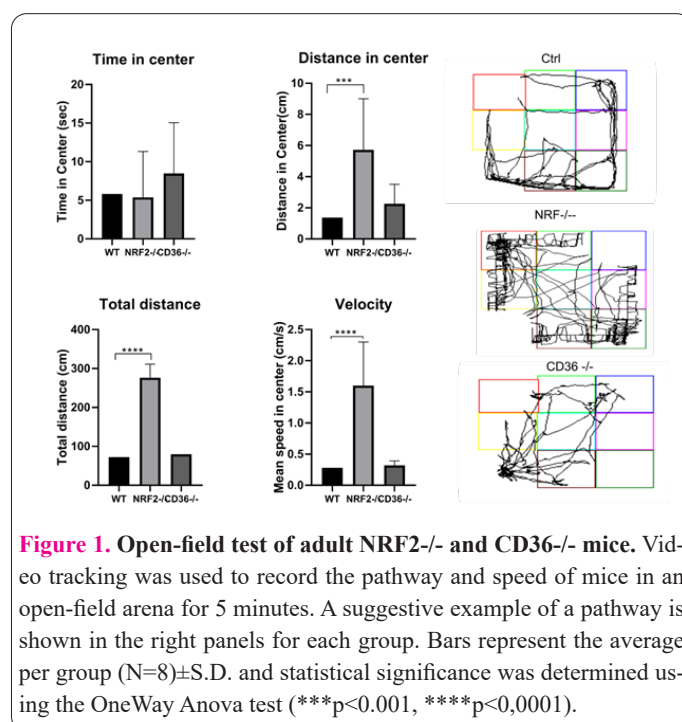 Time in center
Time in Center (sec)
20
15
10
5
0
WT NRF2-/-CD36-/-
Distance in center
Distance in Center(cm)
10
8
6
4
2
0
***
WT NRF2-/-CD36-/-
Ctrl
NRF-/--
CD36 -/-
Total distance
Total distance (cm)
400
300
200
100
0
****
WT NRF2-/-CD36-/-
Velocity
Mean speed in center (cm/s)
2.5
2.0
1.5
1.0
0.5
0.0
****
WT NRF2-/-CD36-/-
Figure 1. Open-field test of adult NRF2-/- and CD36-/- mice. Vid-
eo tracking was used to record the pathway and speed of mice in an
open-field arena for 5 minutes. A suggestive example of a pathway is
shown in the right panels for each group. Bars represent the average
per group (N=8)±S.D. and statistical significance was determined us-
ing the OneWay Anova test (***p<0.001, ****p<0,0001).